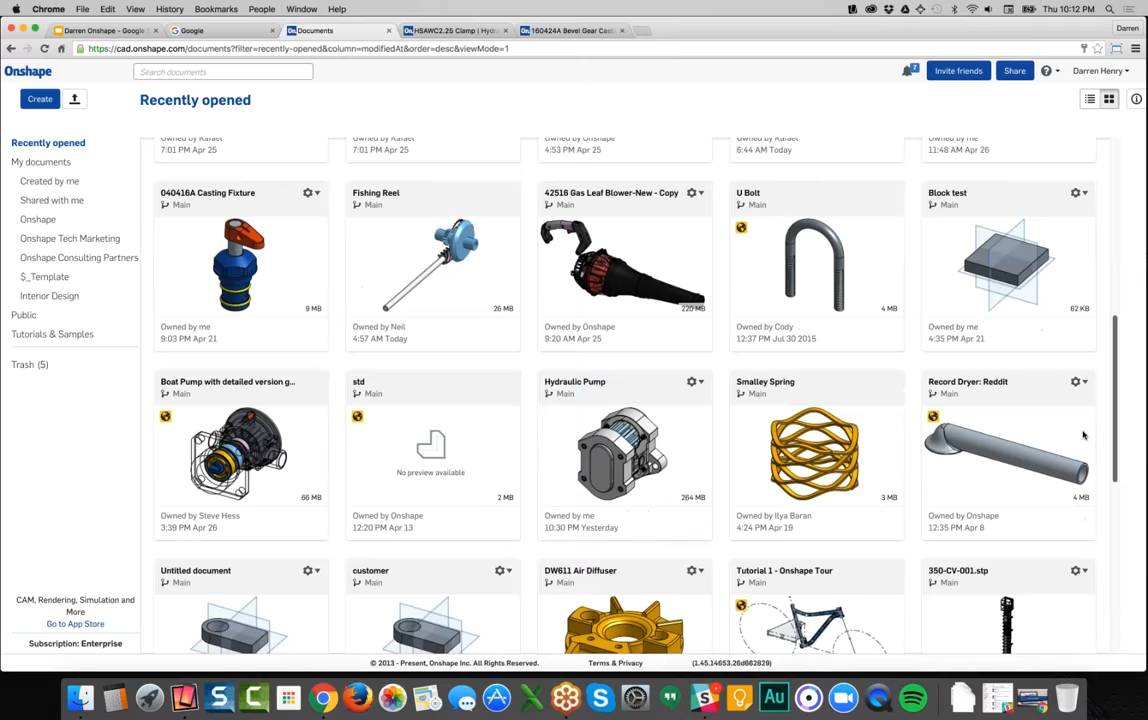 Chrome File Edit View History Bookmarks People Window Help Thu 10:12 PM
Darren Onshape - Google Google Documents HSAWC2.25 Clamp | Hydr 160424A Bevel Gear Cas Darren
https://cad.onshape.com/documents?filter=recently-opened&column=modifiedAt&order=desc&viewMode=1
Onshape Search documents 7 Invite friends Share Darren Henry
Create Recently opened
Recently opened
My documents
Created by me
Shared with me
Onshape
Onshape Tech Marketing
Onshape Consulting Partners
$_Template
Interior Design
Public
Tutorials & Samples
Trash (5)
CAM, Rendering, Simulation and
More
Go to App Store
Subscription: Enterprise
Owned by Rafael Owned by Rafael Owned by Onshape Owned by Rafael Owned by me
7:01 PM Apr 25 7:01 PM Apr 25 4:53 PM Apr 25 6:44 AM Today 11:48 AM Apr 26
040416A Casting Fixture Fishing Reel 42516 Gas Leaf Blower-New - Copy U Bolt Block test
Main Main Main Main Main
9 MB 26 MB 220 MB 4 MB 62 KB
Owned by me Owned by Neil Owned by Onshape Owned by Cody Owned by me
9:03 PM Apr 21 4:57 AM Today 9:20 AM Apr 25 12:37 PM Jul 30 2015 4:35 PM Apr 21
Boat Pump with detailed version g... std Hydraulic Pump Smalley Spring Record Dryer: Reddit
Main Main Main Main Main
No preview available
66 MB 2 MB 264 MB 3 MB 4 MB
Owned by Steve Hess Owned by Onshape Owned by me Owned by Ilya Baran Owned by Onshape
3:39 PM Apr 26 12:20 PM Apr 13 10:30 PM Yesterday 4:24 PM Apr 19 12:35 PM Apr 8
Untitled document customer DW611 Air Diffuser Tutorial 1 - Onshape Tour 350-CV-001.stp
Main Main Main Main Main
© 2013 - Present, Onshape Inc. All Rights Reserved. Terms & Privacy (1.45.14653.26d662829)